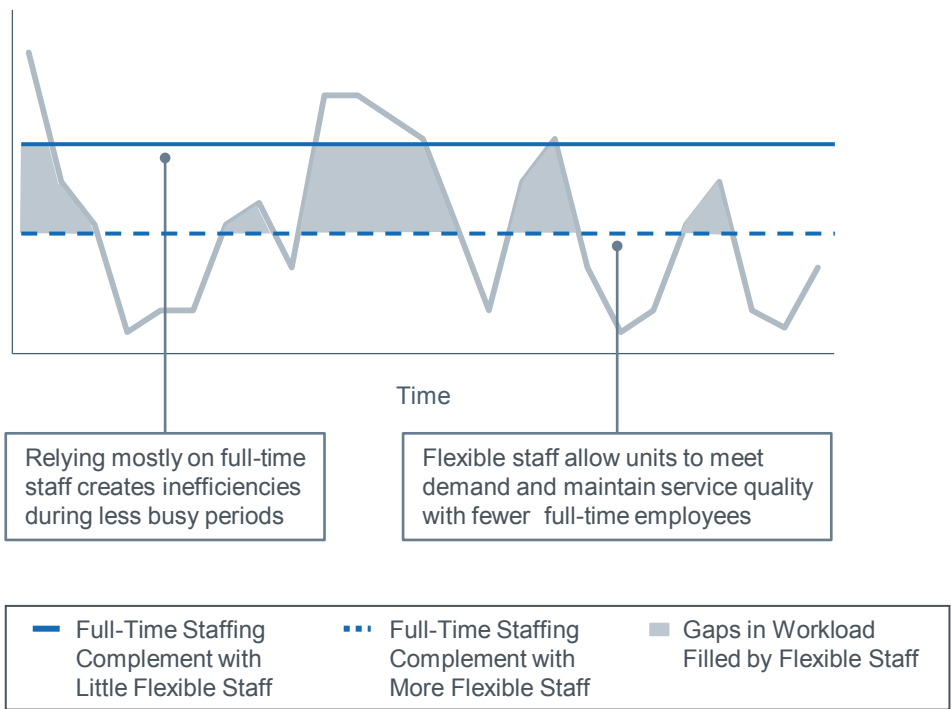 Time
Relying mostly on full-time
staff creates inefficiencies
during less busy periods
Flexible staff allow units to meet
demand and maintain service quality
with fewer full-time employees
Full-Time Staffing
Complement with
Little Flexible Staff
Full-Time Staffing
Complement with
More Flexible Staff
Gaps in Workload
Filled by Flexible Staff